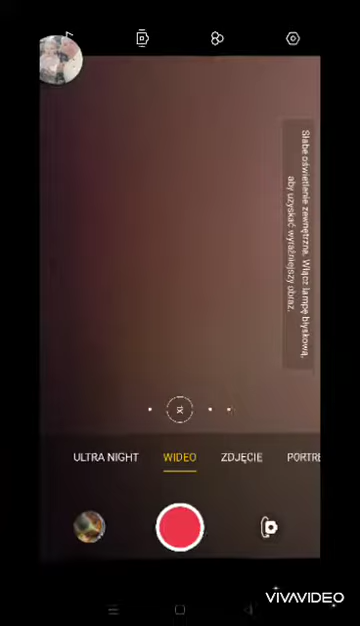 Słabe oświetlenie zewnętrzne. Włącz lampę błyskową,
aby uzyskać wyraźniejszy obraz.
1X
ULTRA NIGHT WIDEO ZDJĘCIE PORTRE
VIVAVIDEO